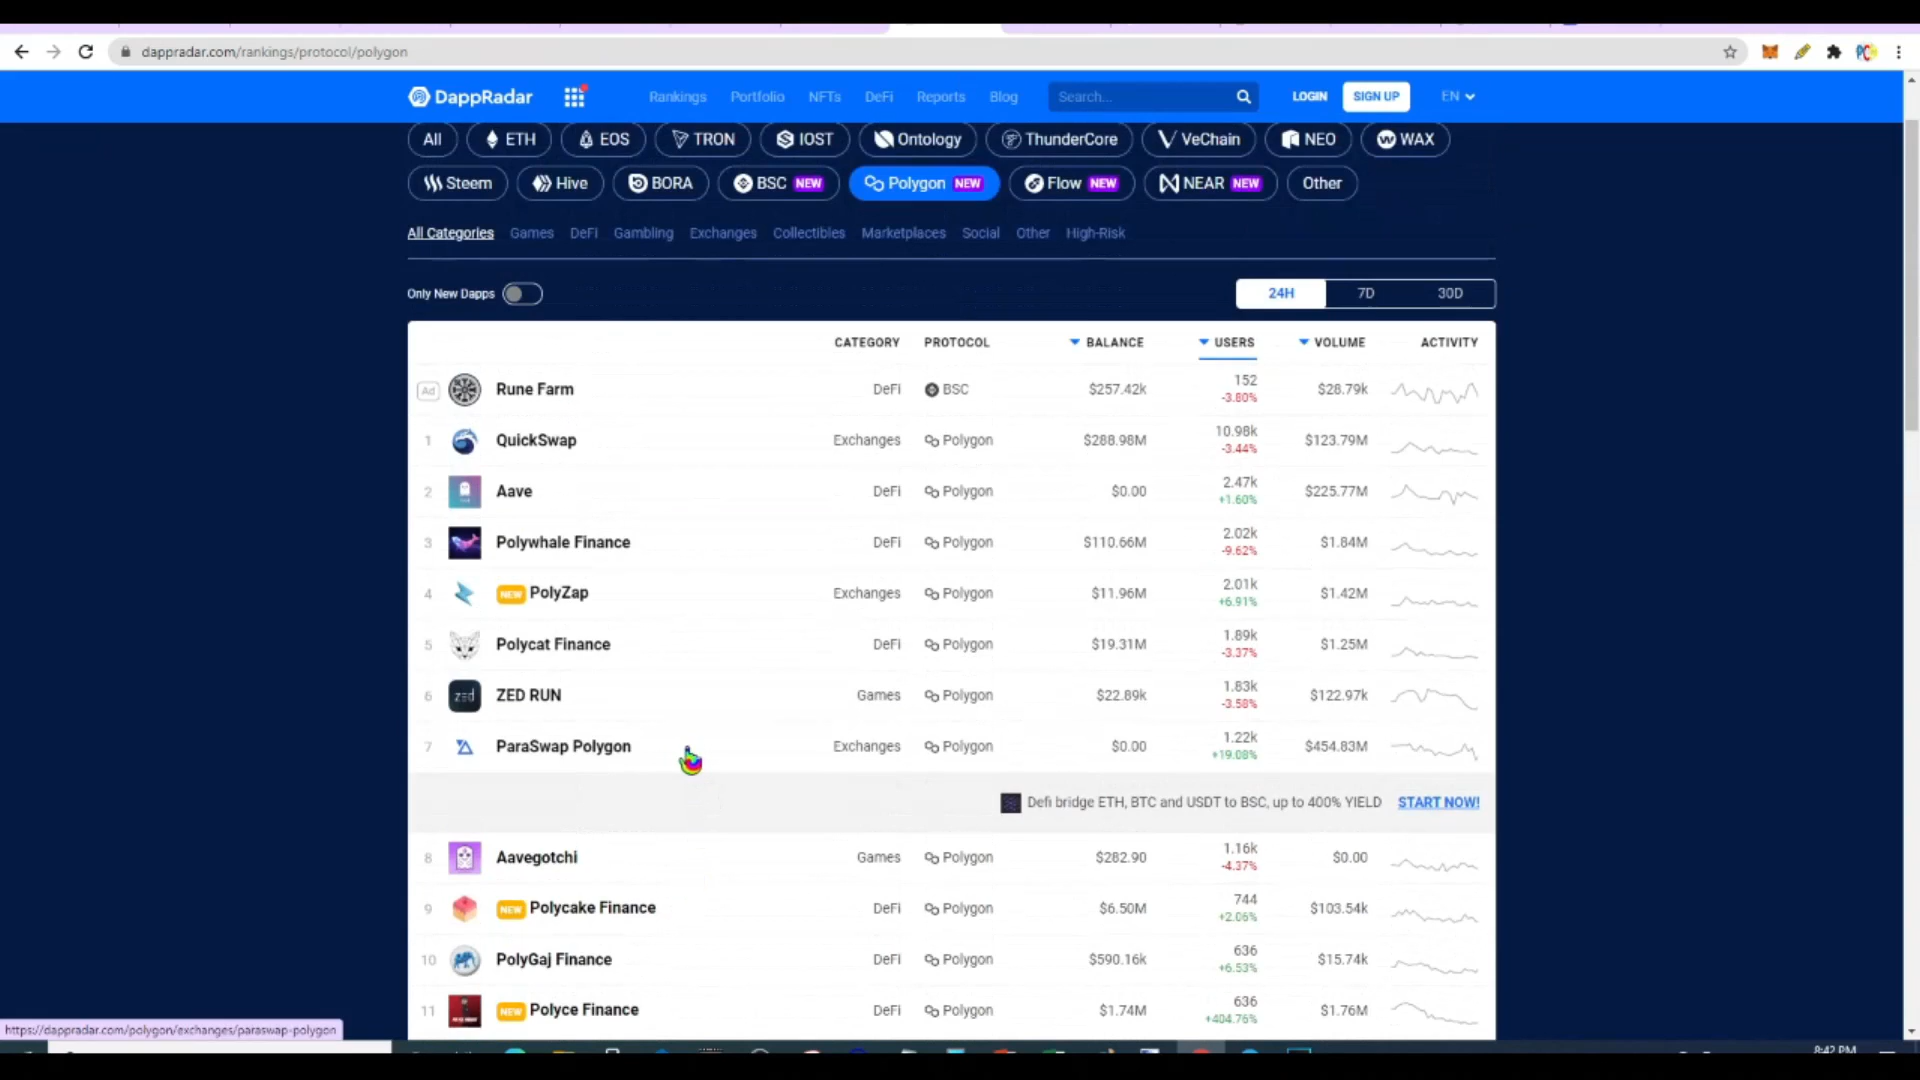 dappradar.com/rankings/protocol/polygon
DappRadar Rankings Portfolio NFTs DeFi Reports Blog Search... LOGIN SIGN UP EN
All ETH EOS TRON IOST Ontology ThunderCore VeChain NEO WAX
Steem Hive BORA BSC NEW Polygon NEW Flow NEW NEAR NEW Other
All Categories Games DeFi Gambling Exchanges Collectibles Marketplaces Social Other High-Risk
Only New Dapps 24H 7D 30D
CATEGORY PROTOCOL BALANCE USERS VOLUME ACTIVITY
Ad Rune Farm DeFi BSC $257.42k 152 $28.79k
-3.80%
1 QuickSwap Exchanges Polygon $288.98M 10.98k $123.79M
-3.44%
2 Aave DeFi Polygon $0.00 2.47k $225.77M
+1.60%
3 Polywhale Finance DeFi Polygon $110.66M 2.02k $1.84M
-9.62%
4 NEW PolyZap Exchanges Polygon $11.96M 2.01k $1.42M
+6.91%
5 Polycat Finance DeFi Polygon $19.31M 1.89k $1.25M
-3.37%
6 zed ZED RUN Games Polygon $22.89k 1.83k $122.97k
-3.58%
7 ParaSwap Polygon Exchanges Polygon $0.00 1.22k $454.83M
+19.08%
Defi bridge ETH, BTC and USDT to BSC, up to 400% YIELD START NOW!
8 Aavegotchi Games Polygon $282.90 1.16k $0.00
-4.37%
9 NEW Polycake Finance DeFi Polygon $6.50M 744 $103.54k
+2.06%
10 PolyGaj Finance DeFi Polygon $590.16k 636 $15.74k
+6.53%
11 NEW Polyce Finance DeFi Polygon $1.74M 636 $1.76M
+404.76%
https://dappradar.com/polygon/exchanges/paraswap-polygon
8:42 PM